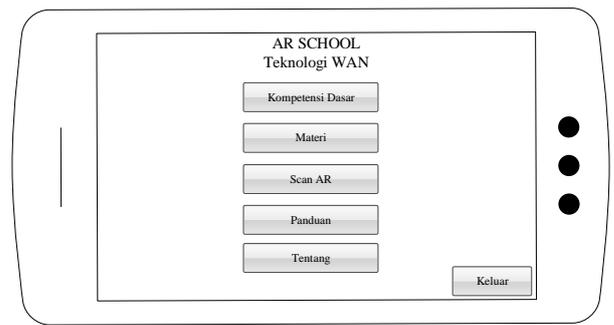 AR SCHOOL
Teknologi WAN
Kompetensi Dasar
Materi
Scan AR
Panduan
Tentang
Keluar